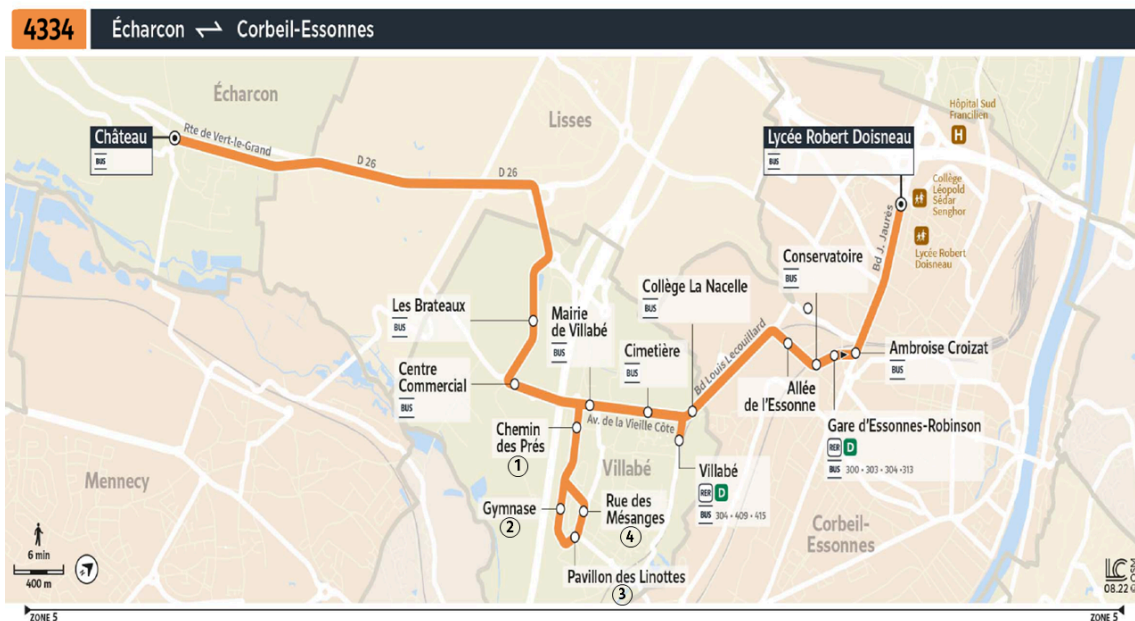 4334 Écharcon ⇌ Corbeil-Essonnes
Écharcon
Château
BUS
Rte de Vert-le-Grand
D 26
D 26
Lisses
Hôpital Sud
Francilien
H
Lycée Robert Doisneau
BUS
Collège
Léopold
Sédar
Senghor
Lycée Robert
Doisneau
Bd J. Jaurès
Conservatoire
BUS
Collège La Nacelle
BUS
Les Brateaux
BUS
Mairie
de Villabé
BUS
Cimetière
BUS
Bd Louis Lecouillard
Ambroise Croizat
BUS
Centre
Commercial
BUS
Allée
de l'Essonne
Av. de la Vieille Côte
Chemin
des Prés
1
Gare d'Essonnes-Robinson
RER D
BUS 300 • 303 • 304 • 313
Villabé
Villabé
RER D
BUS 304 • 409 • 415
Mennecy
Gymnase
2
Rue des
Mésanges
4
Corbeil-
Essonnes
Pavillon des Linottes
3
6 min
400 m
LC
08.22 © OSM
ZONE 5
ZONE 5